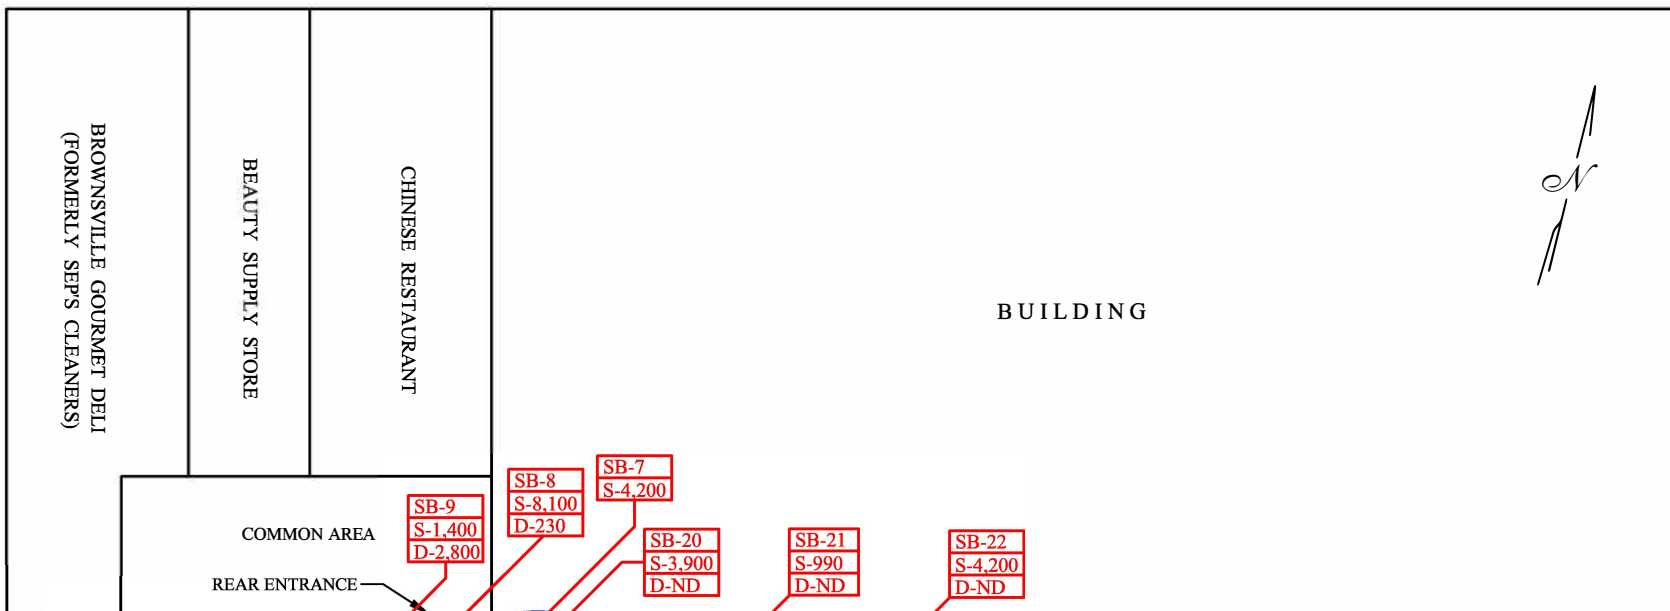 BROWNSVILLE GOURMET DELI
(FORMERLY SEP'S CLEANERS)
BEAUTY SUPPLY STORE
CHINESE RESTAURANT
BUILDING
N
COMMON AREA
REAR ENTRANCE
SB-9
S-1,400
D-2,800
SB-8
S-8,100
D-230
SB-7
S-4,200
SB-20
S-3,900
D-ND
SB-21
S-990
D-ND
SB-22
S-4,200
D-ND